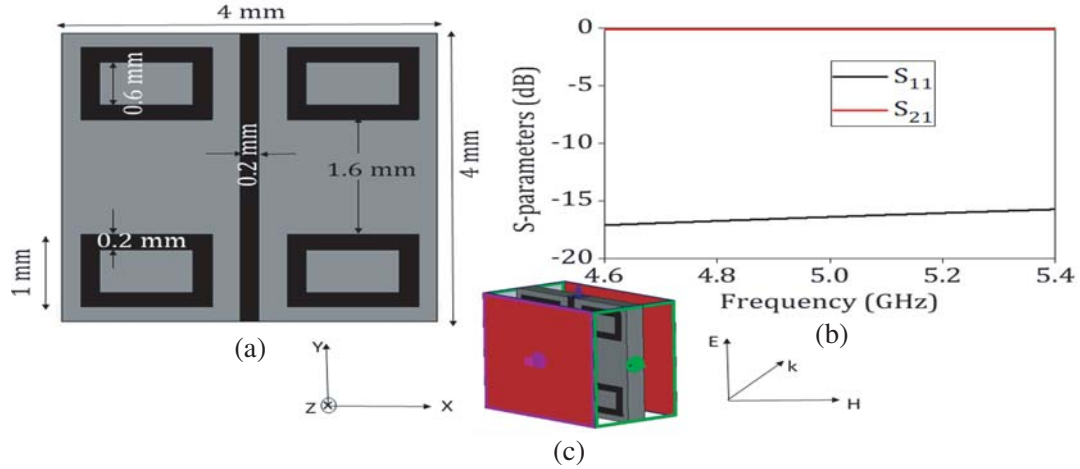 4 mm
0.6 mm
0.2 mm
1.6 mm
4 mm
0.2 mm
1 mm
(a)
Y
Z
X
S-parameters (dB)
0
-5
-10
-15
-20
S11
S21
4.6
4.8
5.0
5.2
5.4
Frequency (GHz)
(b)
E
k
H
(c)